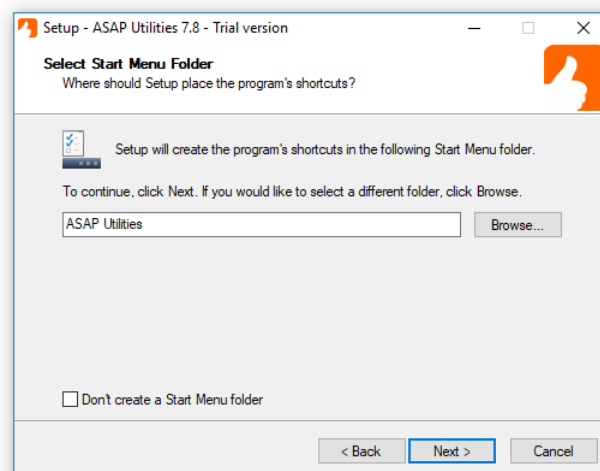 Setup - ASAP Utilities 7.8 - Trial version
Select Start Menu Folder
Where should Setup place the program's shortcuts?
Setup will create the program's shortcuts in the following Start Menu folder.
To continue, click Next. If you would like to select a different folder, click Browse.
ASAP Utilities
Browse...
Don't create a Start Menu folder
< Back
Next >
Cancel